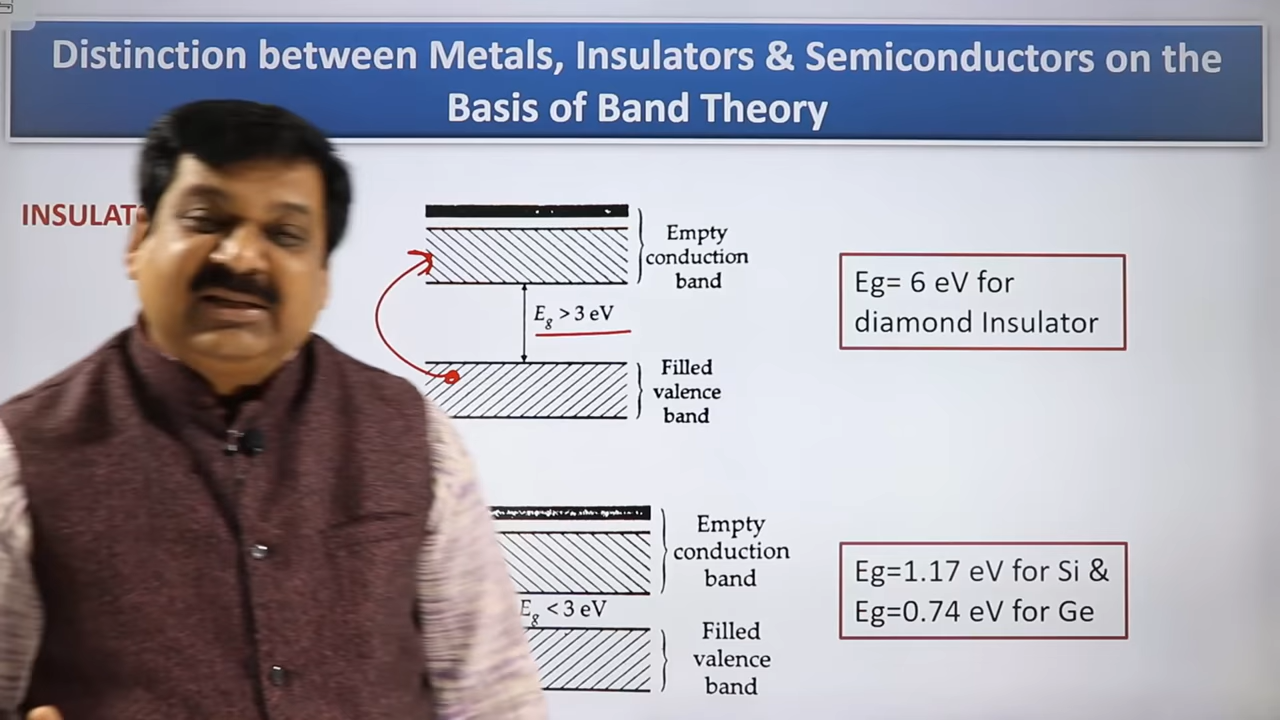 Distinction between Metals, Insulators & Semiconductors on the
Basis of Band Theory
Empty
conduction
band
Eg > 3 eV
Filled
valence
band
Eg= 6 eV for
diamond Insulator
Empty
conduction
band
Eg < 3 eV
Filled
valence
band
Eg=1.17 eV for Si &
Eg=0.74 eV for Ge